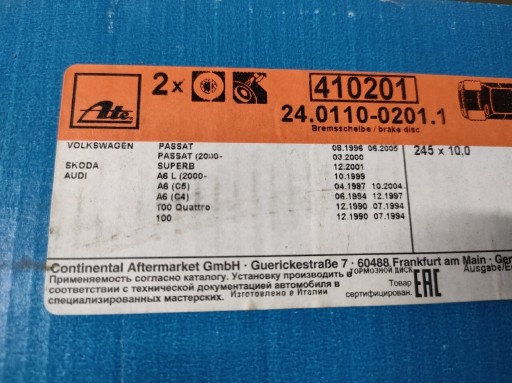 Ate 2x 410201
24.0110-0201.1
Bremsscheibe / brake disc
VOLKSWAGEN PASSAT 08.1996 06.2005 245 x 10,0
PASSAT (2000- 03.2000
SKODA SUPERB 12.2001
AUDI A6 L (2000- 10.1999
A6 (C5) 04.1997 10.2004
A6 (C4) 06.1994 12.1997
100 Quattro 12.1990 07.1994
100 12.1990 07.1994
Continental Aftermarket GmbH · Guerickestraße 7 · 60488 Frankfurt am Main · Ger
Применяемость согласно каталогу. Установку производить в ТОРМОЗНОЙ ДИСК Ausgabe/E
соответствии с технической документацией автомобиля в Товар
специализированных мастерских. Изготовлено в Италии сертифицирован. EAC